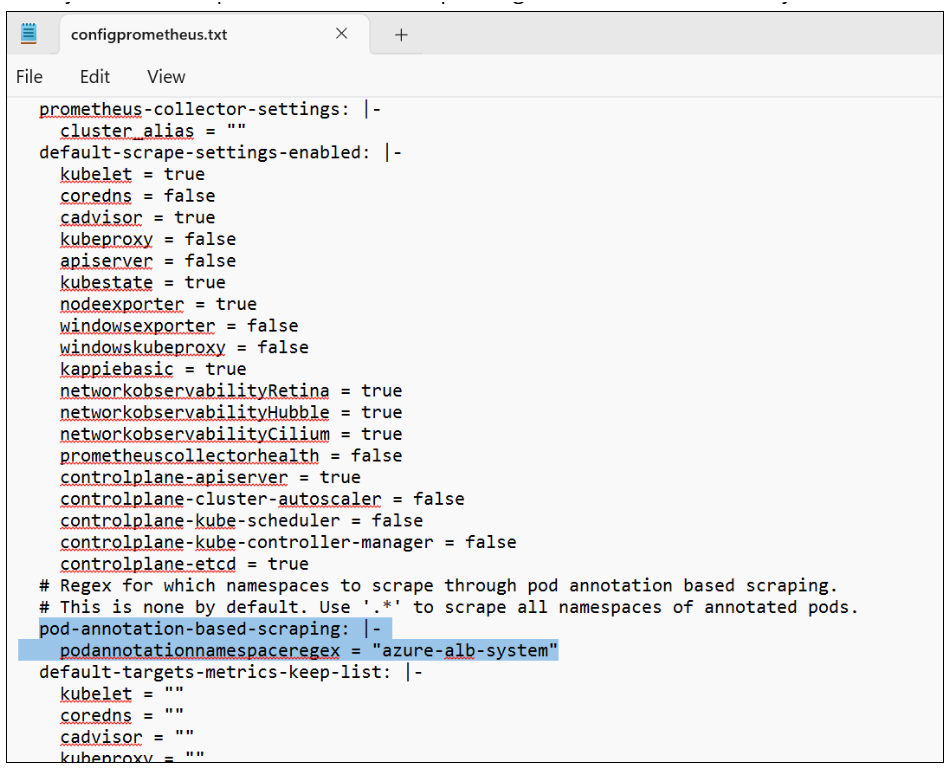 configprometheus.txt
File Edit View
prometheus-collector-settings: |-
cluster_alias = ""
default-scrape-settings-enabled: |-
kubelet = true
coredns = false
cadvisor = true
kubeproxy = false
apiserver = false
kubestate = true
nodeexporter = true
windowsexporter = false
windowskubeproxy = false
kappiebasic = true
networkobservabilityRetina = true
networkobservabilityHubble = true
networkobservabilityCilium = true
prometheuscollectorhealth = false
controlplane-apiserver = true
controlplane-cluster-autoscaler = false
controlplane-kube-scheduler = false
controlplane-kube-controller-manager = false
controlplane-etcd = true
# Regex for which namespaces to scrape through pod annotation based scraping.
# This is none by default. Use '.*' to scrape all namespaces of annotated pods.
pod-annotation-based-scraping: |-
podannotationnamespaceregex = "azure-alb-system"
default-targets-metrics-keep-list: |-
kubelet = ""
coredns = ""
cadvisor = ""
kubeproxy = ""